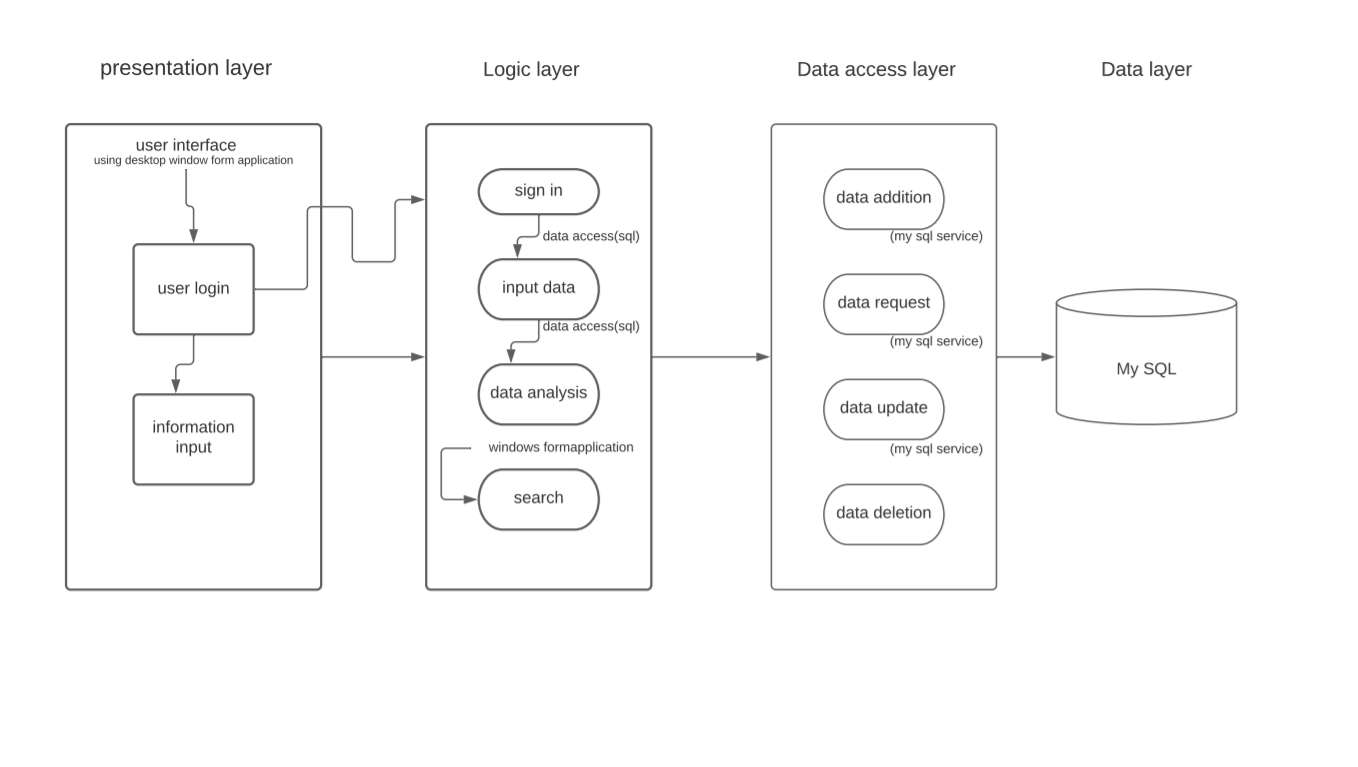 presentation layer
Logic layer
Data access layer
Data layer
user interface
using desktop window form application
user login
information
input
sign in
data access(sql)
input data
data access(sql)
data analysis
windows formapplication
search
data addition
(my sql service)
data request
(my sql service)
data update
(my sql service)
data deletion
My SQL